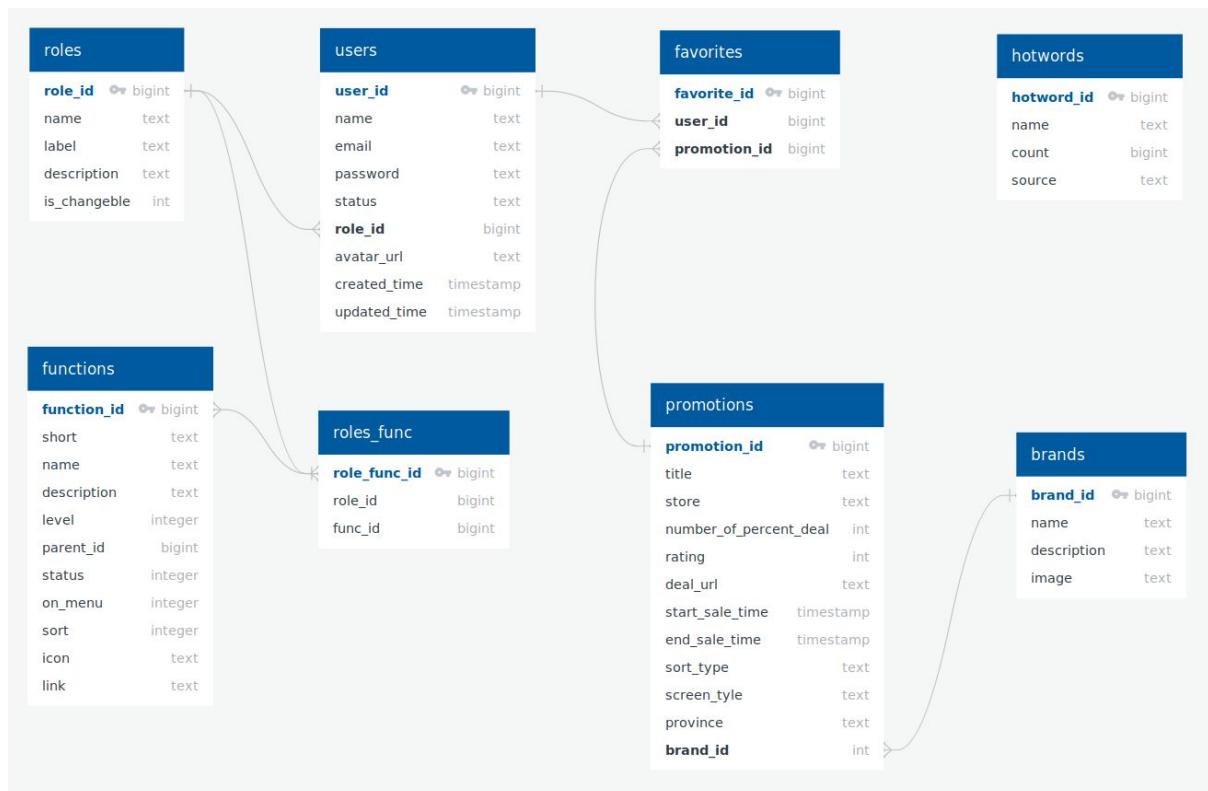 roles
role_id bigint
name text
label text
description text
is_changeble int
users
user_id bigint
name text
email text
password text
status text
role_id bigint
avatar_url text
created_time timestamp
updated_time timestamp
favorites
favorite_id bigint
user_id bigint
promotion_id bigint
hotwords
hotword_id bigint
name text
count bigint
source text
functions
function_id bigint
short text
name text
description text
level integer
parent_id bigint
status integer
on_menu integer
sort integer
icon text
link text
roles_func
role_func_id bigint
role_id bigint
func_id bigint
promotions
promotion_id bigint
title text
store text
number_of_percent_deal int
rating int
deal_url text
start_sale_time timestamp
end_sale_time timestamp
sort_type text
screen_tyle text
province text
brand_id int
brands
brand_id bigint
name text
description text
image text